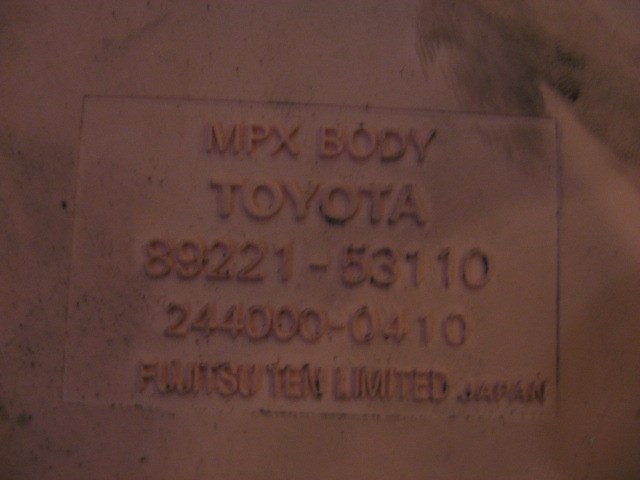 MPX BODY
TOYOTA
89221-53110
244000-0410
FUJITSU TEN LIMITED JAPAN